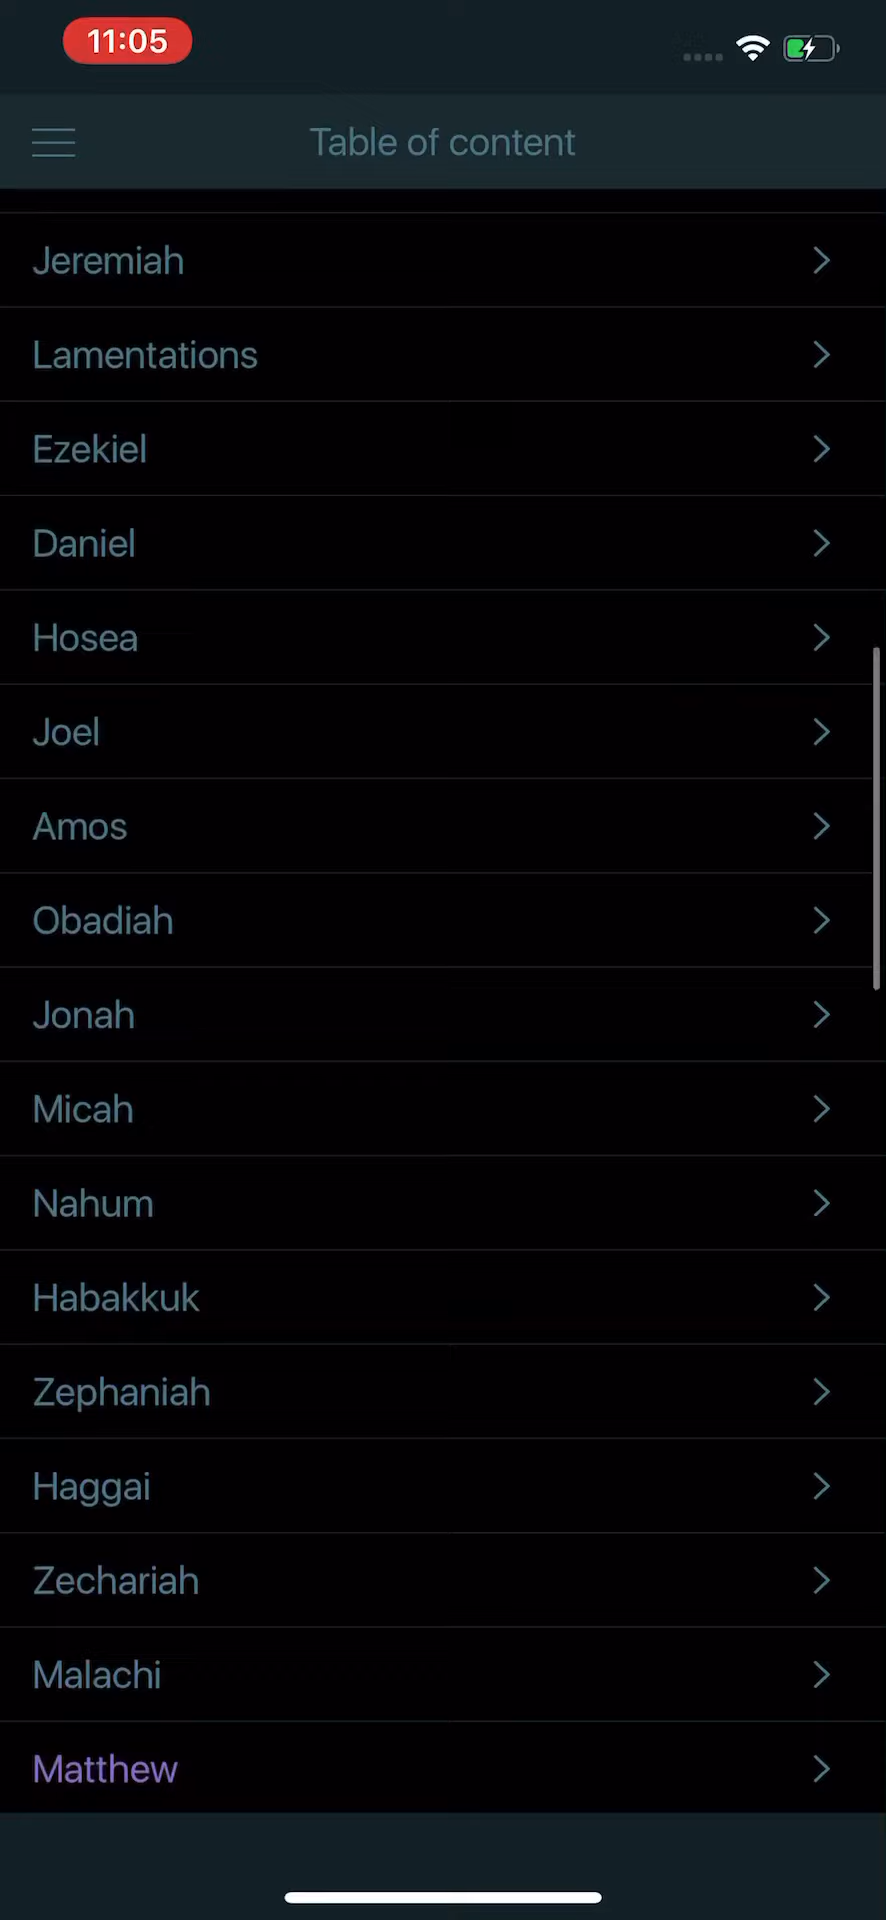 11:05
Table of content
Jeremiah
Lamentations
Ezekiel
Daniel
Hosea
Joel
Amos
Obadiah
Jonah
Micah
Nahum
Habakkuk
Zephaniah
Haggai
Zechariah
Malachi
Matthew